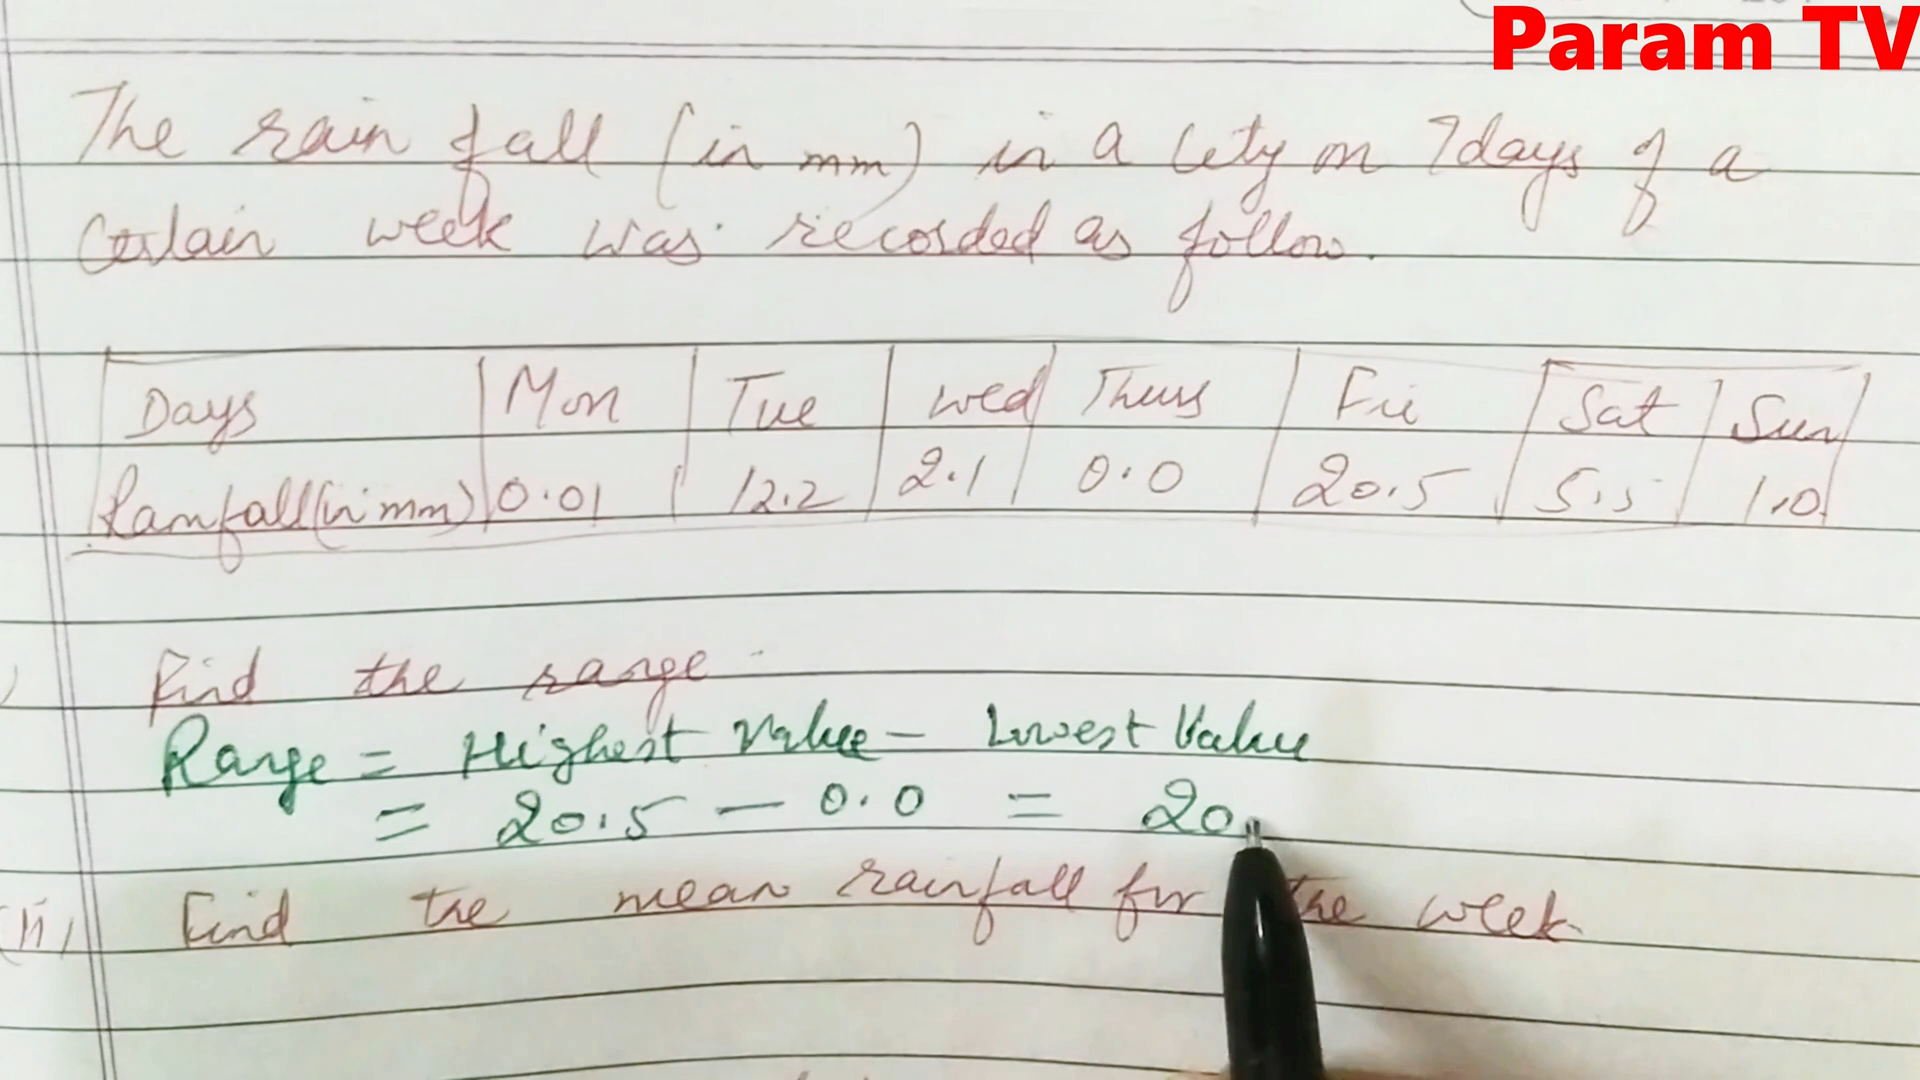 Param TV
The rain fall (in mm) in a City on 7days of a
Certain week was recorded as follow.
Days Mon Tue wed Thurs Fri Sat Sun
Rainfall(in mm) 0.01 12.2 2.1 0.0 20.5 5.5 1.0
Find the range
Range = Highest Value - Lowest Value
= 20.5 - 0.0 = 20.
(ii) Find the mean rainfall for the week